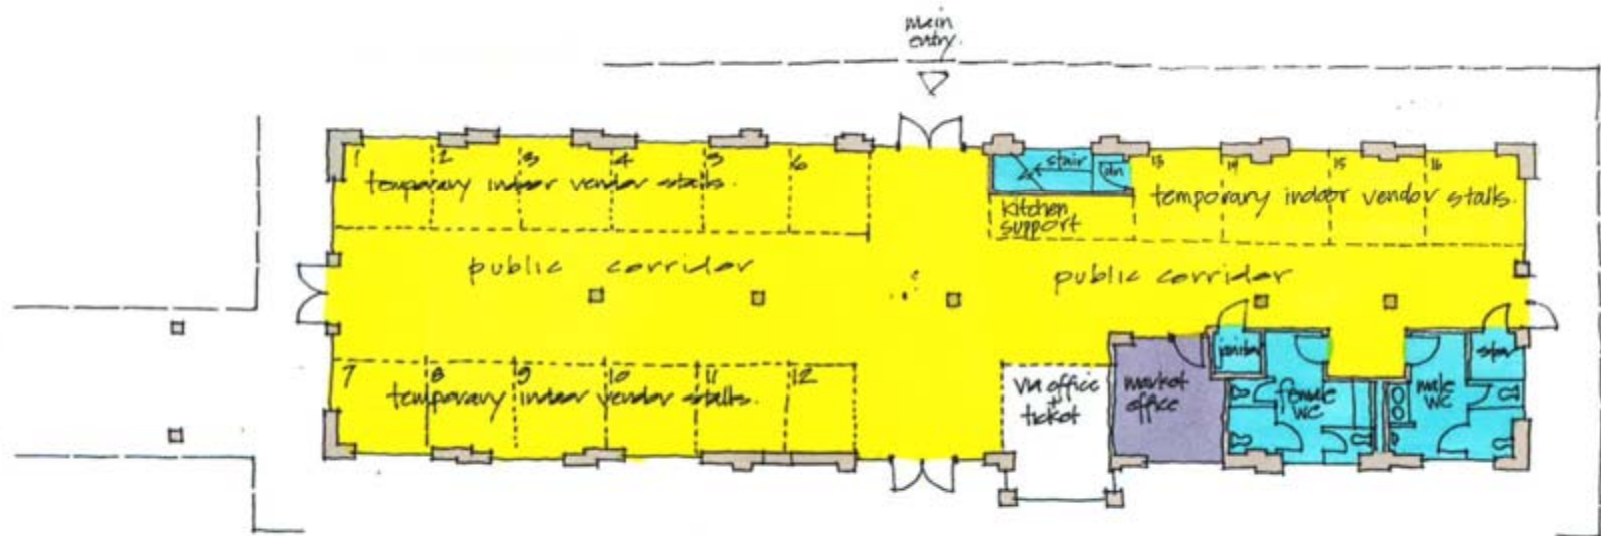 main
entry.
1 2 3 4 5 6
temporary indoor vendor stalls.
stair
dn
13 14 15 16
temporary indoor vendor stalls.
kitchen
support
public corridor
public corridor
7 8 9 10 11 12
temporary indoor vendor stalls.
via office
+
ticket
market
office
female
wc
male
wc